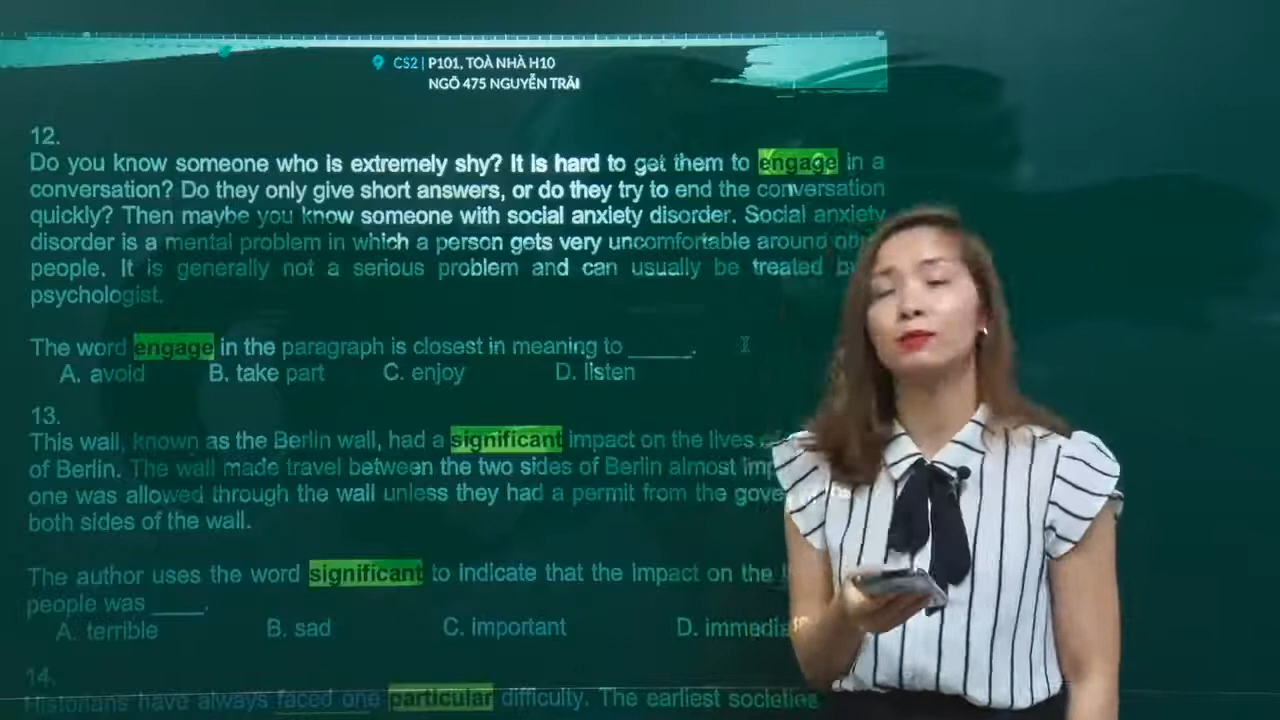 CS2 | P101, TOÀ NHÀ H10
NGÕ 475 NGUYỄN TRÃI
12.
Do you know someone who is extremely shy? It is hard to get them to engage in a
conversation? Do they only give short answers, or do they try to end the conversation
quickly? Then maybe you know someone with social anxiety disorder. Social anxiety
disorder is a mental problem in which a person gets very uncomfortable around
people. It is generally not a serious problem and can usually be treated
psychologist.
The word engage in the paragraph is closest in meaning to _____.
A. avoid B. take part C. enjoy D. listen
13.
This wall, known as the Berlin wall, had a significant impact on the lives
of Berlin. The wall made travel between the two sides of Berlin almost
one was allowed through the wall unless they had a permit from the
both sides of the wall.
The author uses the word significant to indicate that the impact on the
people was ____.
A. terrible B. sad C. important D.
14.
Historians have always faced one particular difficulty. The earliest societies